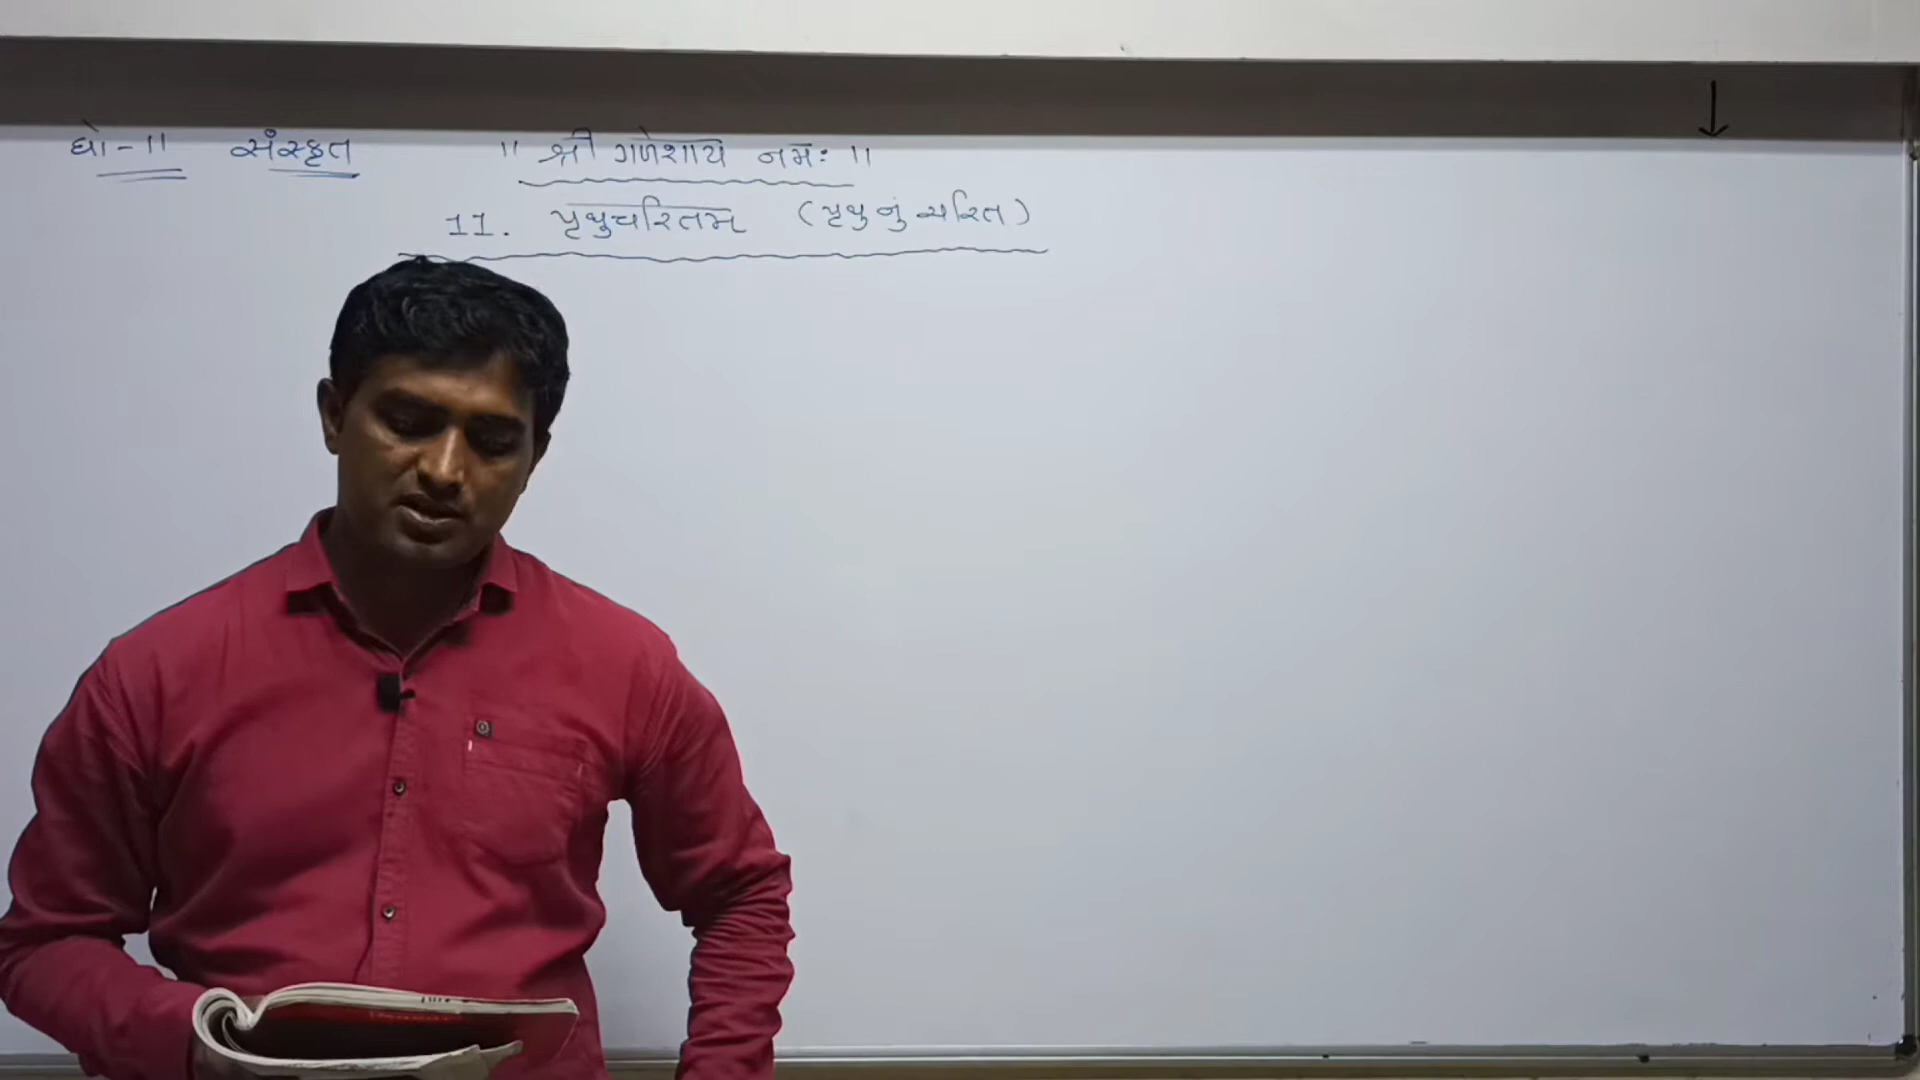 ધો-11 સંસ્કૃત "શ્રી ગણેશાય નમઃ"
11. પૃથુચરિતમ્ (પૃથુનું ચરિત)